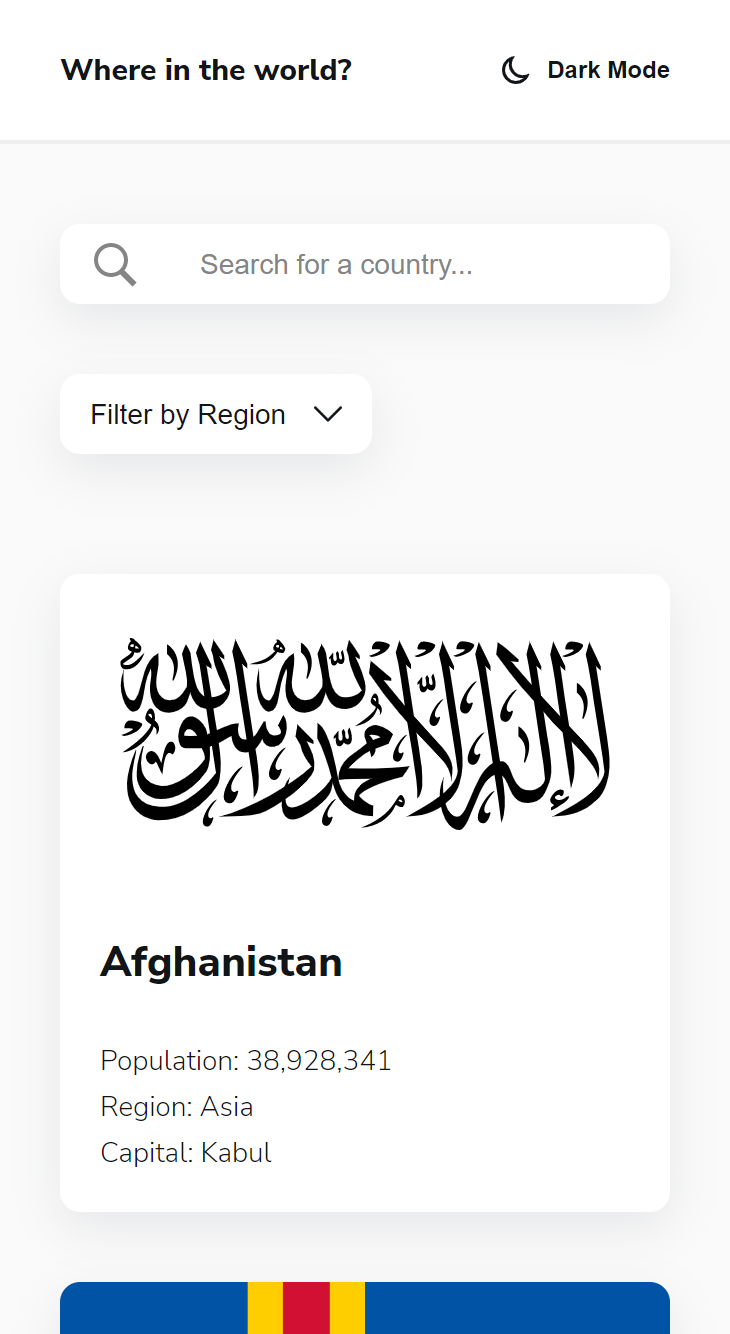 Where in the world?
Dark Mode
Search for a country...
Filter by Region
لا إله إلا الله محمد رسول الله
Afghanistan
Population: 38,928,341
Region: Asia
Capital: Kabul